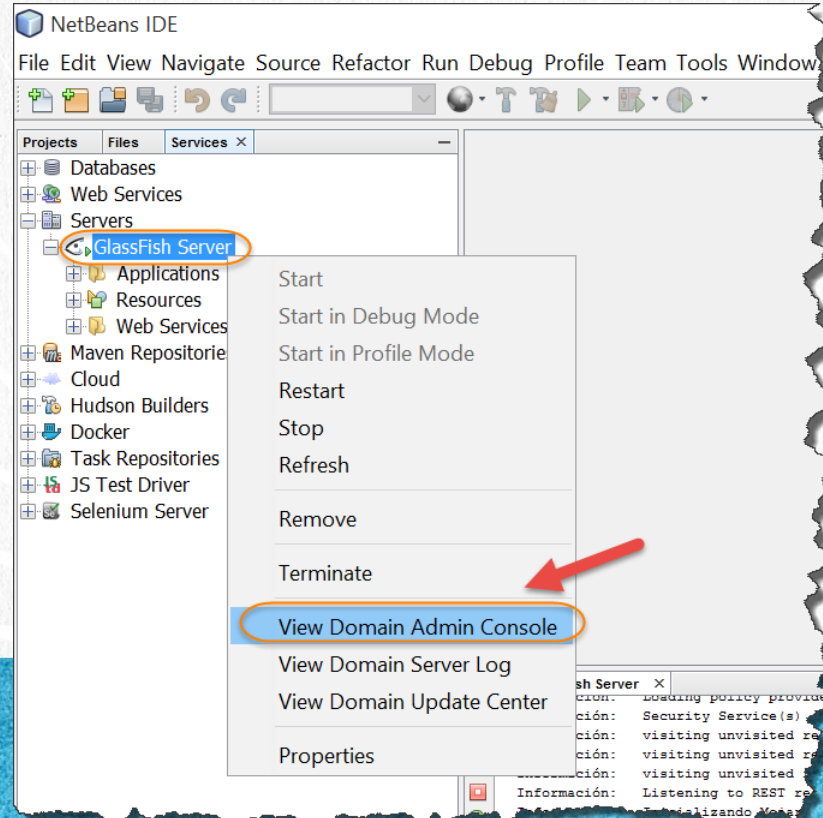 NetBeans IDE
File Edit View Navigate Source Refactor Run Debug Profile Team Tools Window
Projects Files Services ×
Databases
Web Services
Servers
GlassFish Server
Applications
Resources
Web Services
Maven Repositorie
Cloud
Hudson Builders
Docker
Task Repositories
JS Test Driver
Selenium Server
Start
Start in Debug Mode
Start in Profile Mode
Restart
Stop
Refresh
Remove
Terminate
View Domain Admin Console
View Domain Server Log
View Domain Update Center
Properties
sh Server ×
ción: Loading policy provide
ción: Security Service(s)
ción: visiting unvisited re
ción: visiting unvisited re
visiting unvisited
Información: Listening to REST re